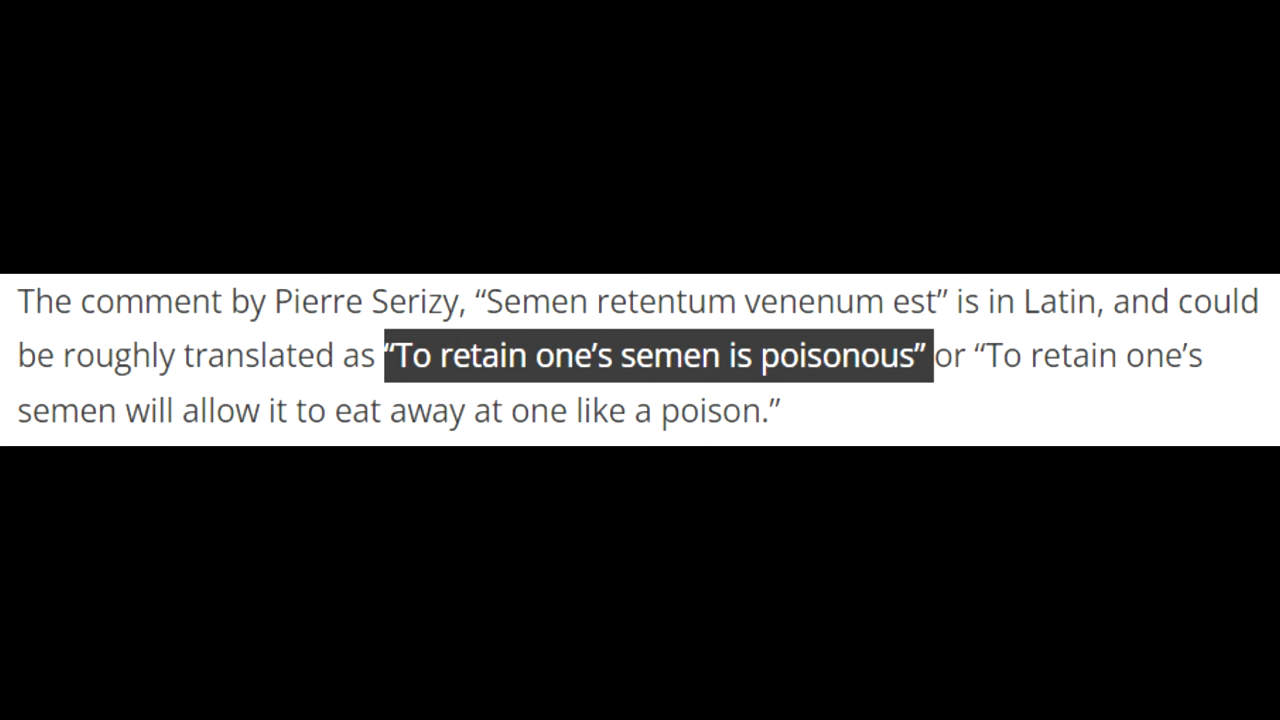 The comment by Pierre Serizy, “Semen retentum venenum est” is in Latin, and could
be roughly translated as “To retain one’s semen is poisonous” or “To retain one’s
semen will allow it to eat away at one like a poison.”